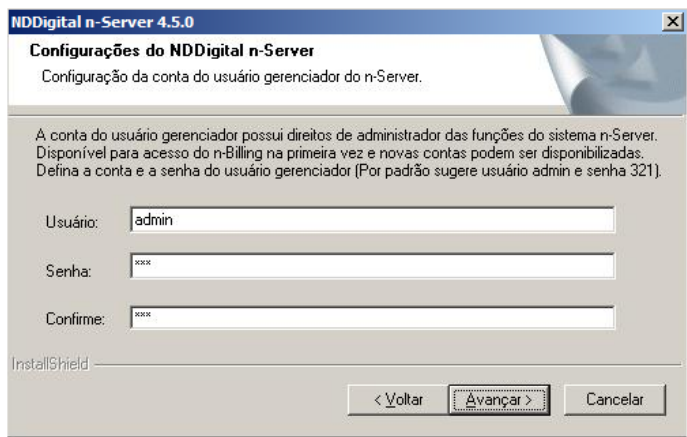 NDDigital n-Server 4.5.0
Configurações do NDDigital n-Server
Configuração da conta do usuário gerenciador do n-Server.
A conta do usuário gerenciador possui direitos de administrador das funções do sistema n-Server.
Disponível para acesso do n-Billing na primeira vez e novas contas podem ser disponibilizadas.
Defina a conta e a senha do usuário gerenciador (Por padrão sugere usuário admin e senha 321).
Usuário: admin
Senha: ***
Confirme: ***
InstallShield
< Voltar Avançar > Cancelar